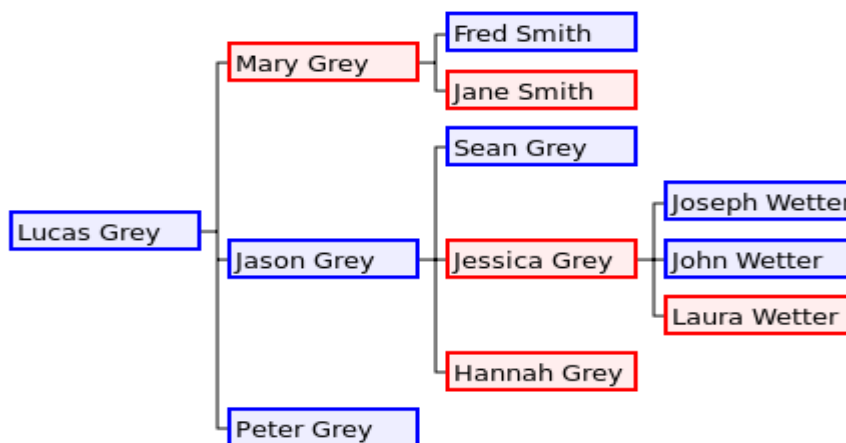 Fred Smith
Mary Grey
Jane Smith
Sean Grey
Joseph Wetter
Lucas Grey
Jason Grey
Jessica Grey
John Wetter
Laura Wetter
Hannah Grey
Peter Grey